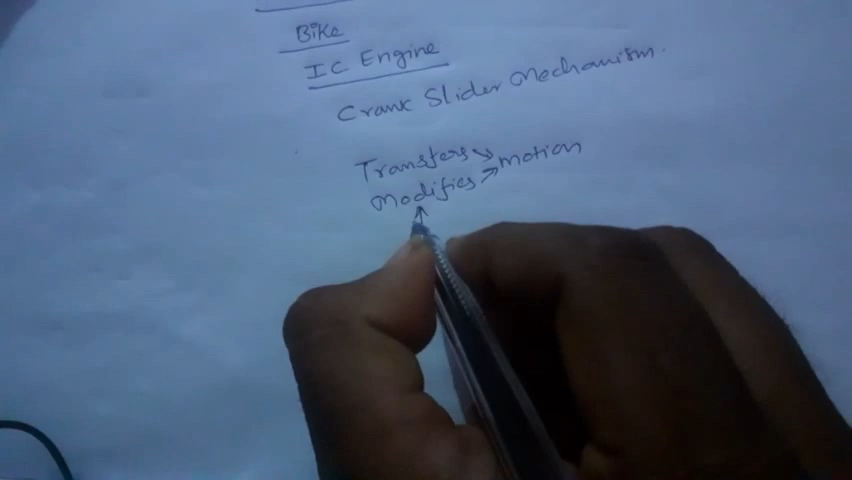 Bike
IC Engine
Crank Slider Mechanism.
Transfers
motion
Modifies